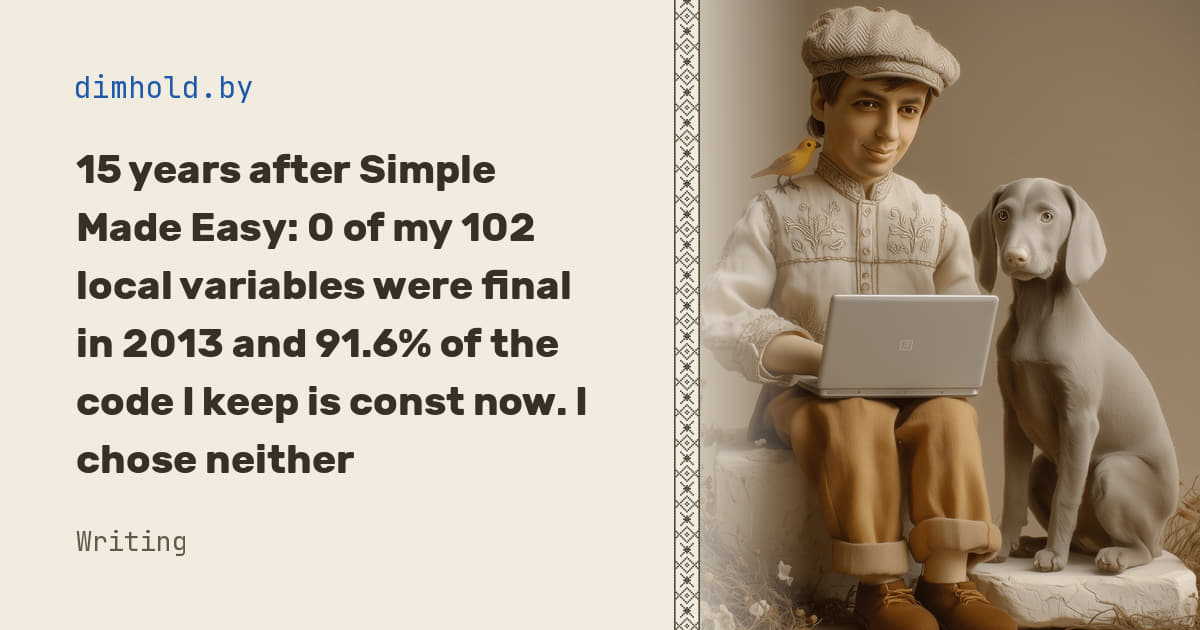 dimhold.by
15 years after Simple
Made Easy: 0 of my 102
local variables were final
in 2013 and 91.6% of the
code I keep is const now. I
chose neither
Writing